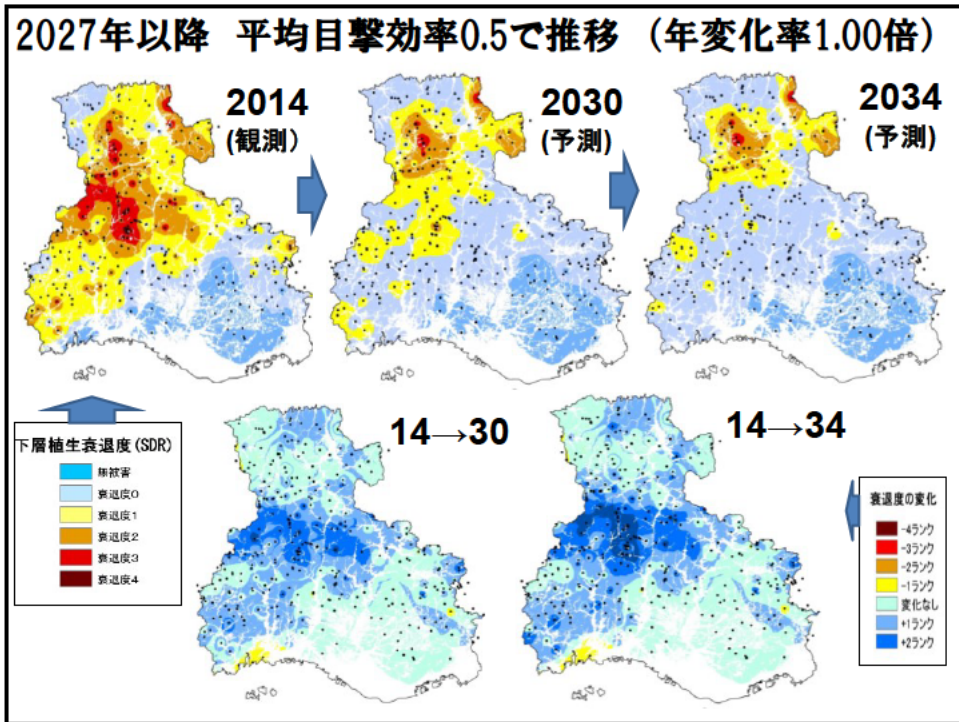 2027年以降 平均目撃効率0.5で推移 （年変化率1.00倍）
2014
(観測)
2030
(予測)
2034
(予測)
14→30
14→34
下層植生衰退度(SDR)
無被害
衰退度0
衰退度1
衰退度2
衰退度3
衰退度4
衰退度の変化
-4ランク
-3ランク
-2ランク
-1ランク
変化なし
+1ランク
+2ランク